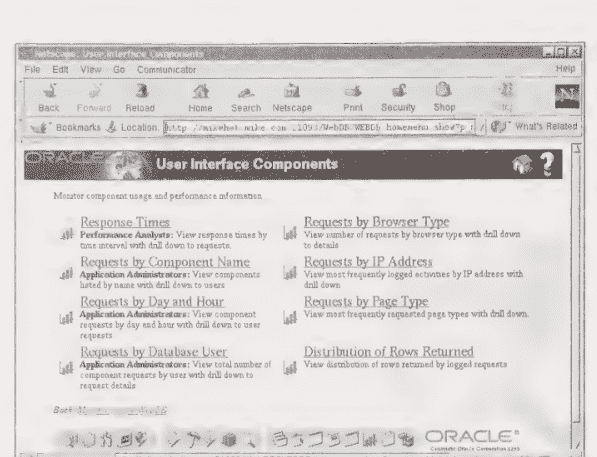 Netscape: User Interface Components
File Edit View Go Communicator Help
Back Forward Reload Home Search Netscape Print Security Shop
Bookmarks Location: What's Related
ORACLE User Interface Components
Monitor component usage and performance information
Response Times
Performance Analysts: View response times by
time interval with drill down to requests.
Requests by Component Name
Application Administrators: View components
listed by name with drill down to users
Requests by Day and Hour
Application Administrators: View component
requests by day and hour with drill down to user
requests
Requests by Database User
Application Administrators: View total number of
component requests by user with drill down to
request details
Requests by Browser Type
View number of requests by browser type with drill down
to details
Requests by IP Address
View most frequently logged activities by IP address with
drill down
Requests by Page Type
View most frequently requested page types with drill down.
Distribution of Rows Returned
View distribution of rows returned by logged requests
Back
ORACLE®